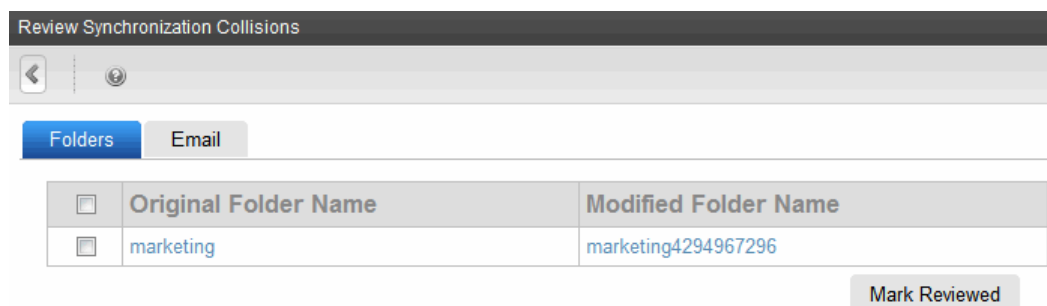 Review Synchronization Collisions
Folders Email
Original Folder Name Modified Folder Name
marketing marketing4294967296
Mark Reviewed